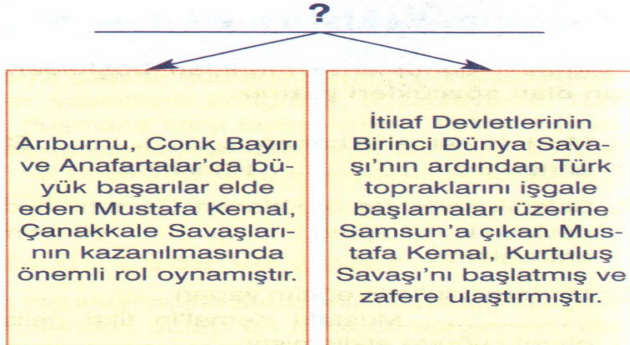 ?
Arıburnu, Conk Bayırı
ve Anafartalar'da bü-
yük başarılar elde
eden Mustafa Kemal,
Çanakkale Savaşları-
nın kazanılmasında
önemli rol oynamıştır.
İtilaf Devletlerinin
Birinci Dünya Sava-
şı'nın ardından Türk
topraklarını işgale
başlamaları üzerine
Samsun'a çıkan Mus-
tafa Kemal, Kurtuluş
Savaşı'nı başlatmış ve
zafere ulaştırmıştır.